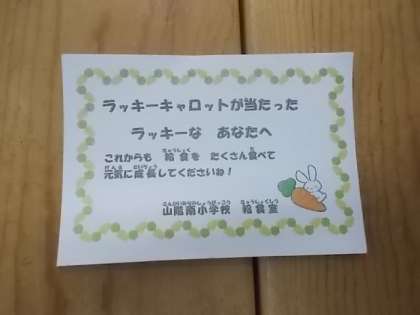 ラッキーキャロットが当たった
ラッキーな あなたへ
これからも 給食を たくさん食べて
元気に成長してくださいね！
山階南小学校 給食室